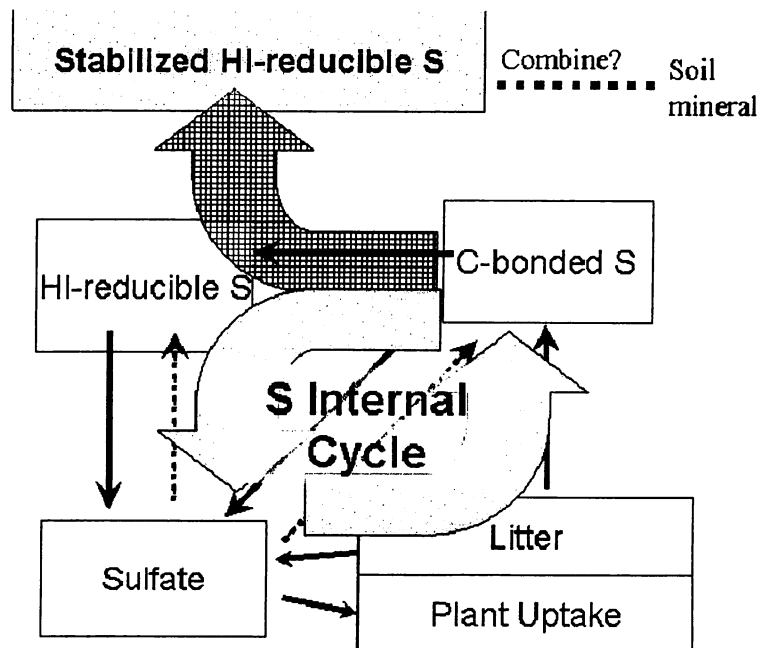 Stabilized HI-reducible S
Combine?
Soil
mineral
C-bonded S
HI-reducible S
S Internal
Cycle
Sulfate
Litter
Plant Uptake